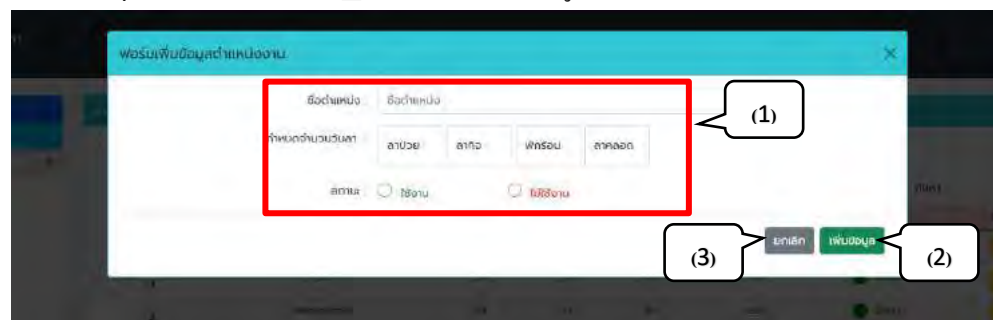 ฟอร์มเพิ่มข้อมูลตำแหน่งงาน ×
ชื่อตำแหน่ง ชื่อตำแหน่ง
(1)
กำหนดจำนวนวันลา ลาป่วย ลากิจ พักร้อน ลาคลอด
สถานะ ใช้งาน ไม่ใช้งาน
ค้นหา
(3) ยกเลิก เพิ่มข้อมูล (2)